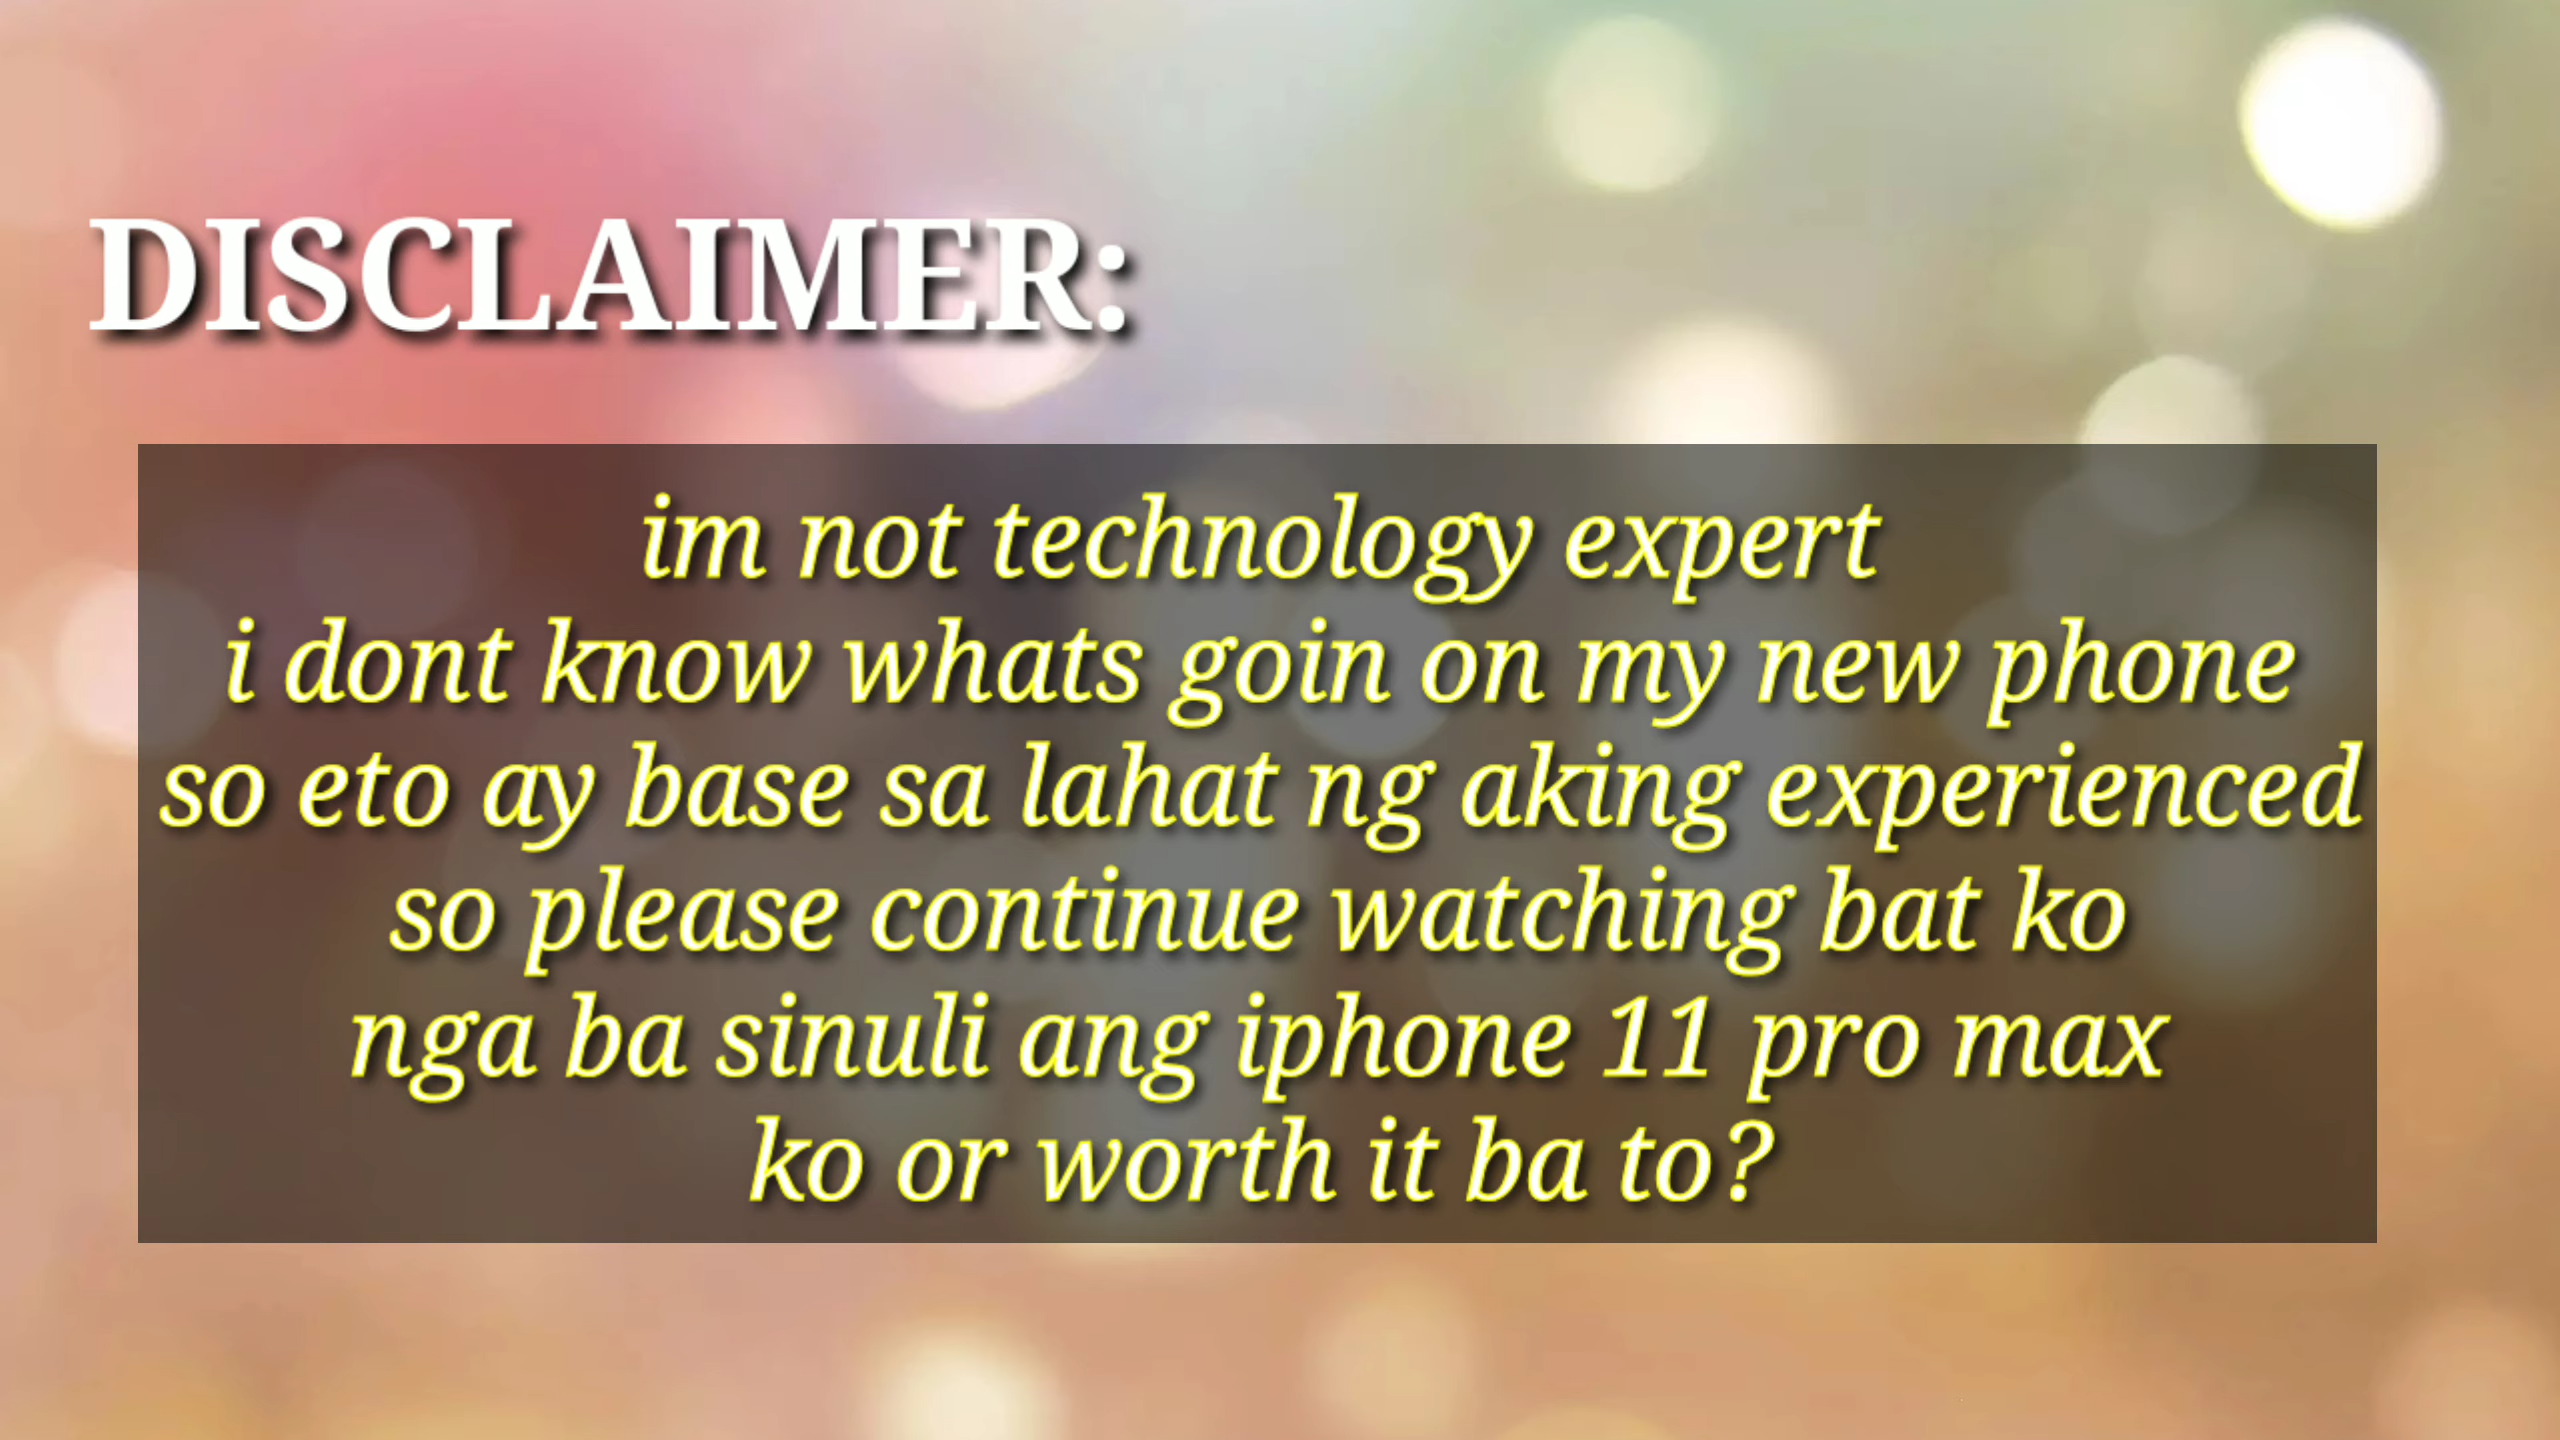 DISCLAIMER:
im not technology expert
i dont know whats goin on my new phone
so eto ay base sa lahat ng aking experienced
so please continue watching bat ko
nga ba sinuli ang iphone 11 pro max
ko or worth it ba to?